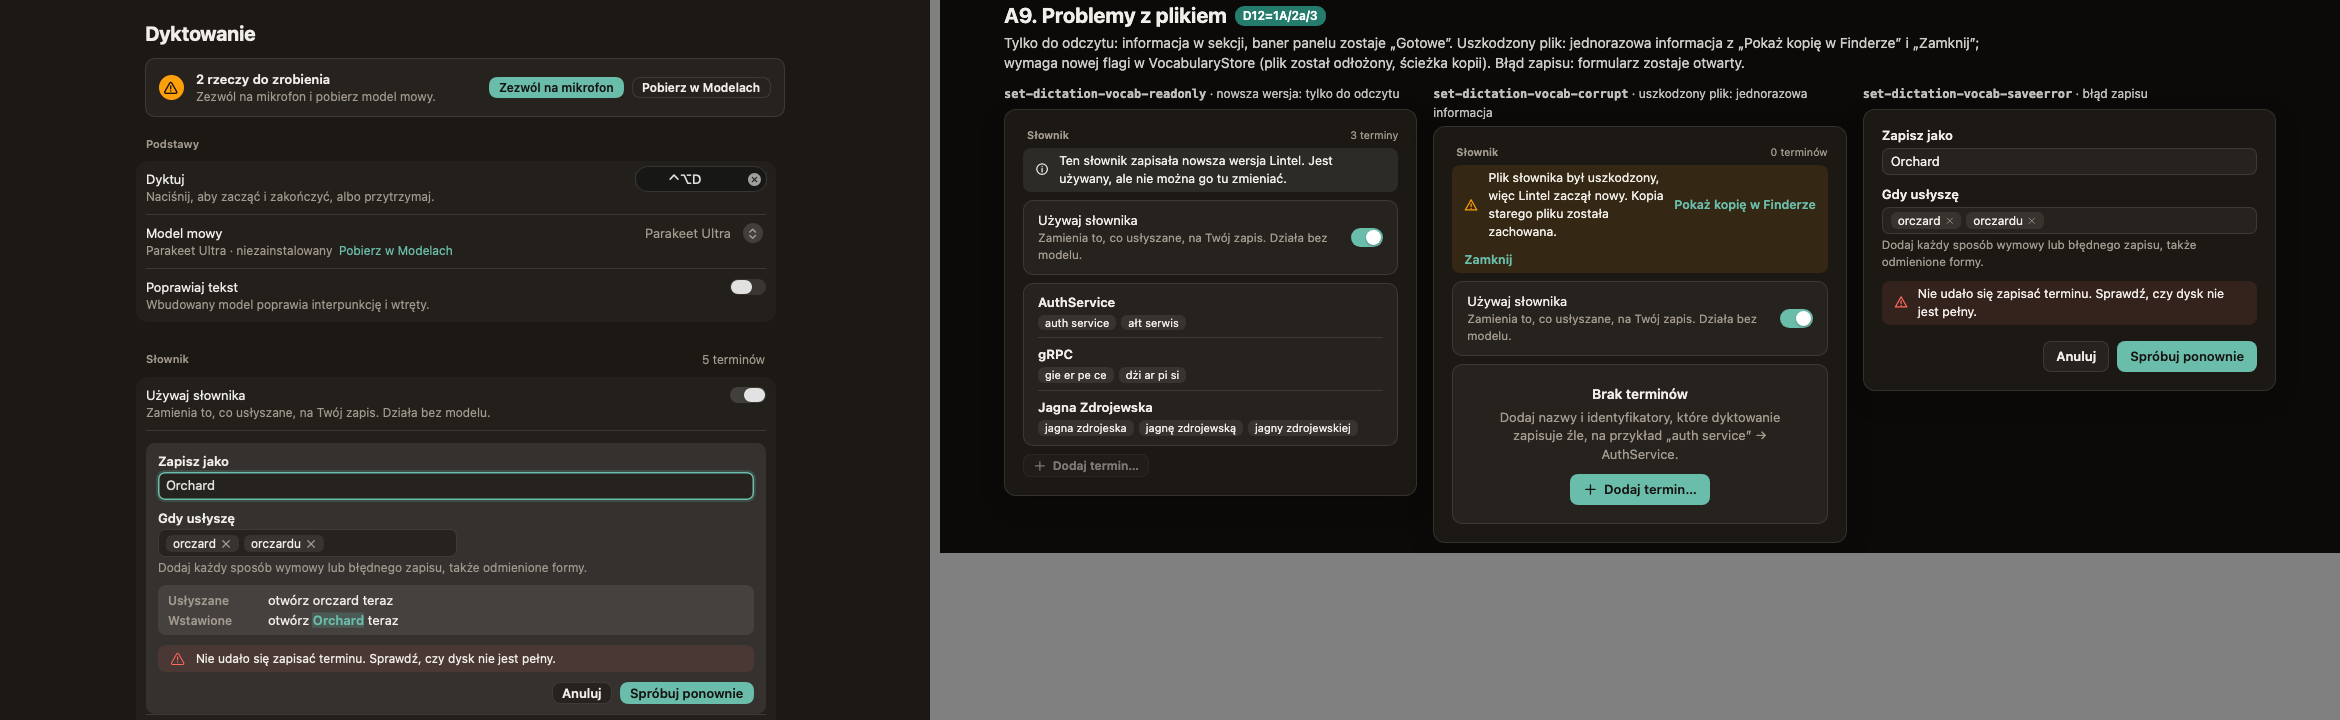 Dyktowanie
2 rzeczy do zrobienia
Zezwól na mikrofon i pobierz model mowy.
Zezwól na mikrofon
Pobierz w Modelach
Podstawy
Dyktuj
Naciśnij, aby zacząć i zakończyć, albo przytrzymaj.
^⌥D
Model mowy
Parakeet Ultra · niezainstalowany Pobierz w Modelach
Parakeet Ultra
Poprawiaj tekst
Wbudowany model poprawia interpunkcję i wtręty.
Słownik
5 terminów
Używaj słownika
Zamienia to, co usłyszane, na Twój zapis. Działa bez modelu.
Zapisz jako
Orchard
Gdy usłyszę
orczard
orczardu
Dodaj każdy sposób wymowy lub błędnego zapisu, także odmienione formy.
Usłyszane otwórz orczard teraz
Wstawione otwórz Orchard teraz
Nie udało się zapisać terminu. Sprawdź, czy dysk nie jest pełny.
Anuluj
Spróbuj ponownie
A9. Problemy z plikiem D12=1A/2a/3
Tylko do odczytu: informacja w sekcji, baner panelu zostaje „Gotowe”. Uszkodzony plik: jednorazowa informacja z „Pokaż kopię w Finderze” i „Zamknij”;
wymaga nowej flagi w VocabularyStore (plik został odłożony, ścieżka kopii). Błąd zapisu: formularz zostaje otwarty.
set-dictation-vocab-readonly · nowsza wersja: tylko do odczytu
Słownik
3 terminy
Ten słownik zapisała nowsza wersja Lintel. Jest
używany, ale nie można go tu zmieniać.
Używaj słownika
Zamienia to, co usłyszane, na Twój zapis. Działa bez
modelu.
AuthService
auth service
ałt serwis
gRPC
gie er pe ce
dżi ar pi si
Jagna Zdrojewska
jagna zdrojeska
jagnę zdrojewską
jagny zdrojewskiej
+ Dodaj termin...
set-dictation-vocab-corrupt · uszkodzony plik: jednorazowa
informacja
Słownik
0 terminów
Plik słownika był uszkodzony,
więc Lintel zaczął nowy. Kopia
starego pliku została
zachowana.
Pokaż kopię w Finderze
Zamknij
Używaj słownika
Zamienia to, co usłyszane, na Twój zapis. Działa bez
modelu.
Brak terminów
Dodaj nazwy i identyfikatory, które dyktowanie
zapisuje źle, na przykład „auth service” →
AuthService.
+ Dodaj termin...
set-dictation-vocab-saveerror · błąd zapisu
Zapisz jako
Orchard
Gdy usłyszę
orczard
orczardu
Dodaj każdy sposób wymowy lub błędnego zapisu, także
odmienione formy.
Nie udało się zapisać terminu. Sprawdź, czy dysk nie
jest pełny.
Anuluj
Spróbuj ponownie